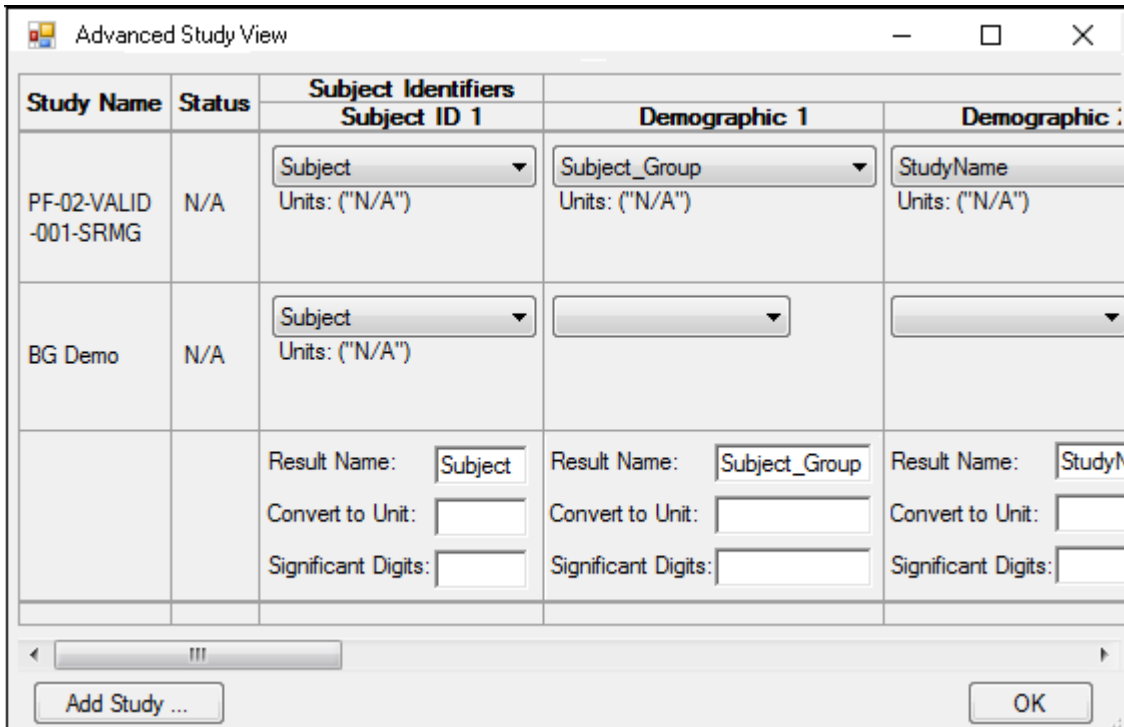 Advanced Study View
Subject Identifiers
Study Name Status Subject ID 1 Demographic 1 Demographic
Subject Subject_Group StudyName
PF-02-VALID N/A Units: ("N/A") Units: ("N/A") Units: ("N/A")
-001-SRMG
Subject
BG Demo N/A Units: ("N/A")
Result Name: Subject Result Name: Subject_Group Result Name: StudyN
Convert to Unit: Convert to Unit: Convert to Unit:
Significant Digits: Significant Digits: Significant Digits:
Add Study ... OK